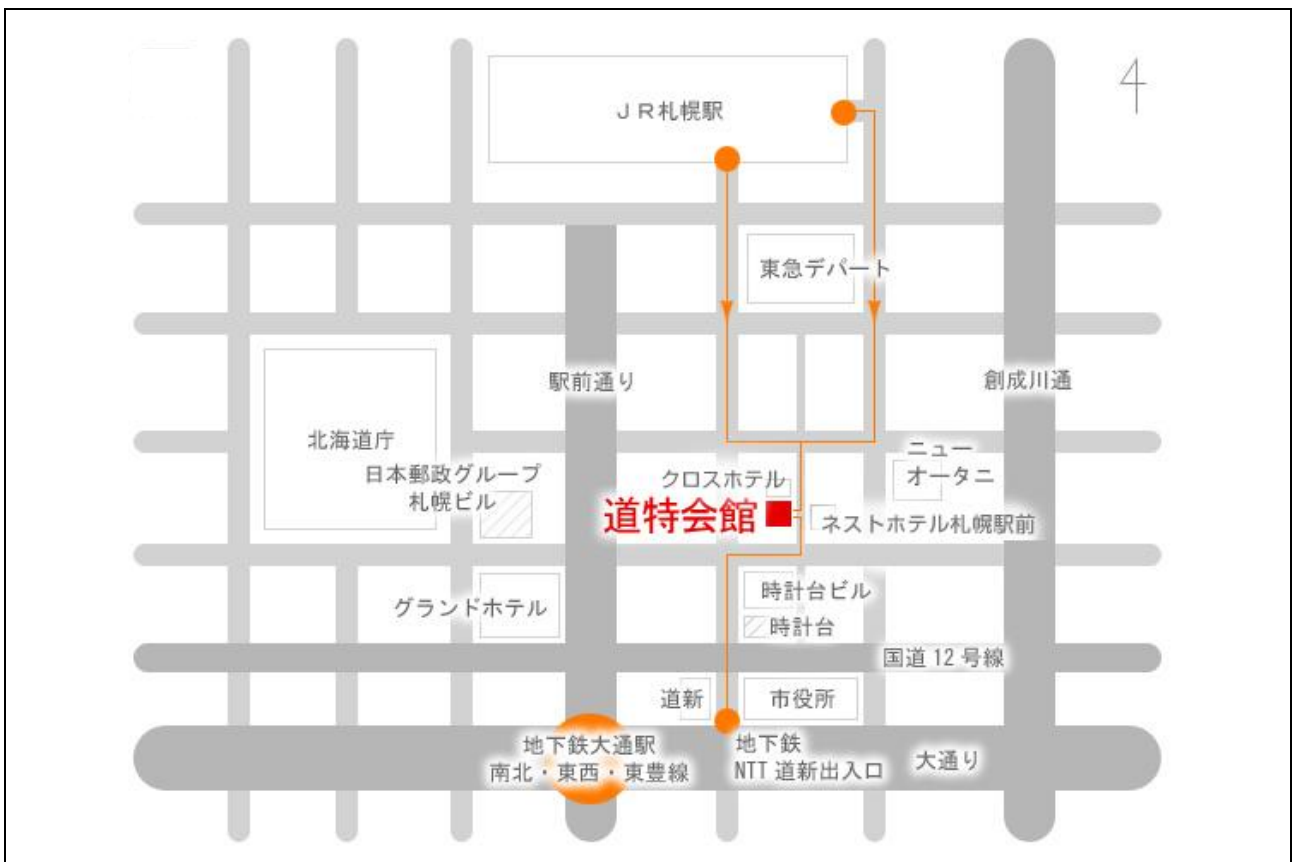 JR札幌駅
東急デパート
駅前通り
創成川通
北海道庁
日本郵政グループ
札幌ビル
クロスホテル
ニュー
オータニ
道特会館
ネストホテル札幌駅前
グランドホテル
時計台ビル
時計台
国道12号線
道新
市役所
地下鉄大通駅
南北・東西・東豊線
地下鉄
NTT道新出入口
大通り